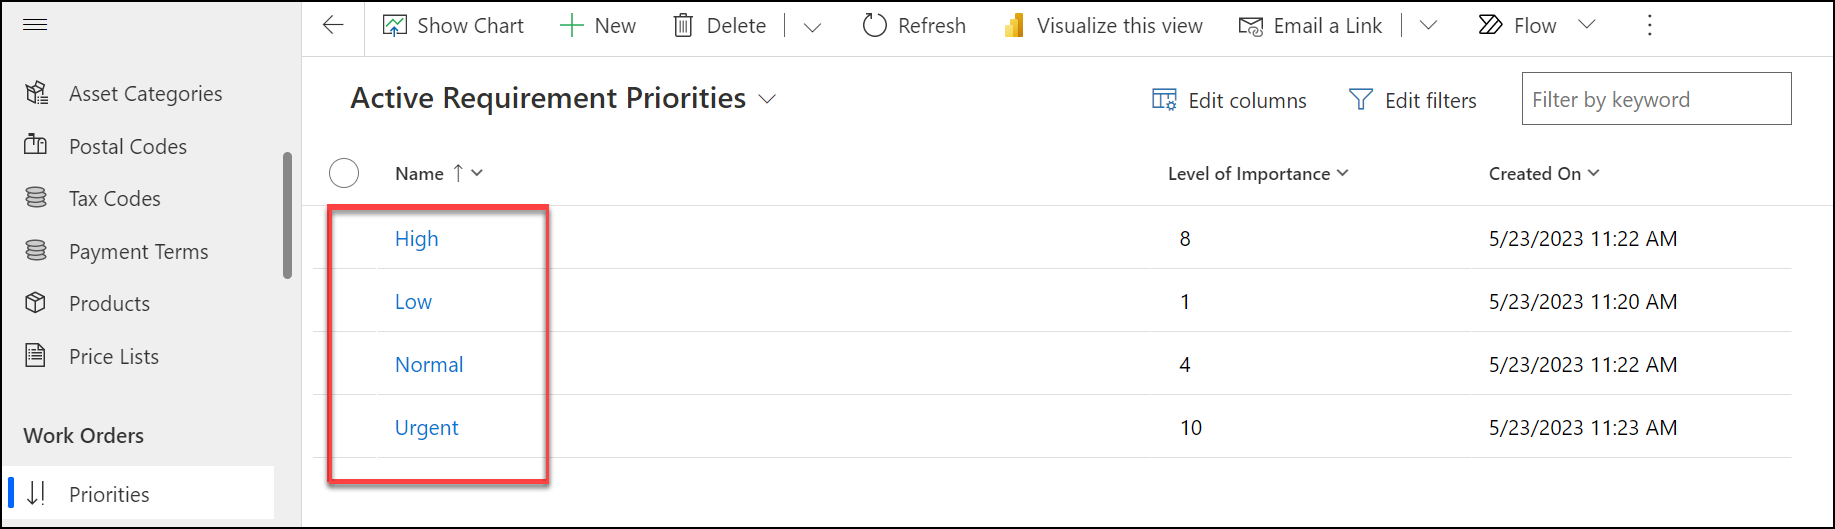 Show Chart New Delete Refresh Visualize this view Email a Link Flow
Asset Categories
Postal Codes
Tax Codes
Payment Terms
Products
Price Lists
Work Orders
Priorities
Active Requirement Priorities
Edit columns Edit filters Filter by keyword
Name Level of Importance Created On
High 8 5/23/2023 11:22 AM
Low 1 5/23/2023 11:20 AM
Normal 4 5/23/2023 11:22 AM
Urgent 10 5/23/2023 11:23 AM